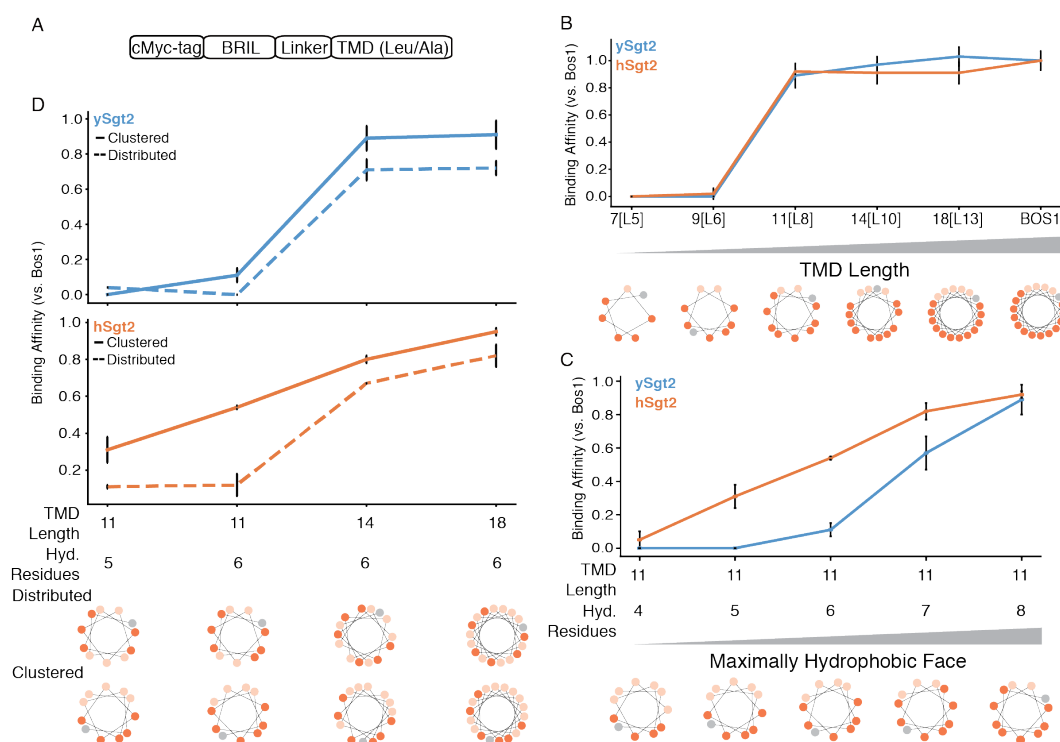 A
cMyc-tag BRIL Linker TMD (Leu/Ala)
B
ySgt2
hSgt2
Binding Affinity (vs. Bos1)
1.0
0.8
0.6
0.4
0.2
0.0
7[L5] 9[L6] 11[L8] 14[L10] 18[L13] BOS1
TMD Length
C
ySgt2
hSgt2
Binding Affinity (vs. Bos1)
1.0
0.8
0.6
0.4
0.2
0.0
TMD Length 11 11 11 11 11
Hyd. Residues 4 5 6 7 8
Maximally Hydrophobic Face
D
ySgt2
Clustered
Distributed
1.0
0.8
0.6
0.4
0.2
0.0
Binding Affinity (vs. Bos1)
hSgt2
Clustered
Distributed
1.0
0.8
0.6
0.4
0.2
TMD Length 11 11 14 18
Hyd. Residues 5 6 6 6
Distributed
Clustered